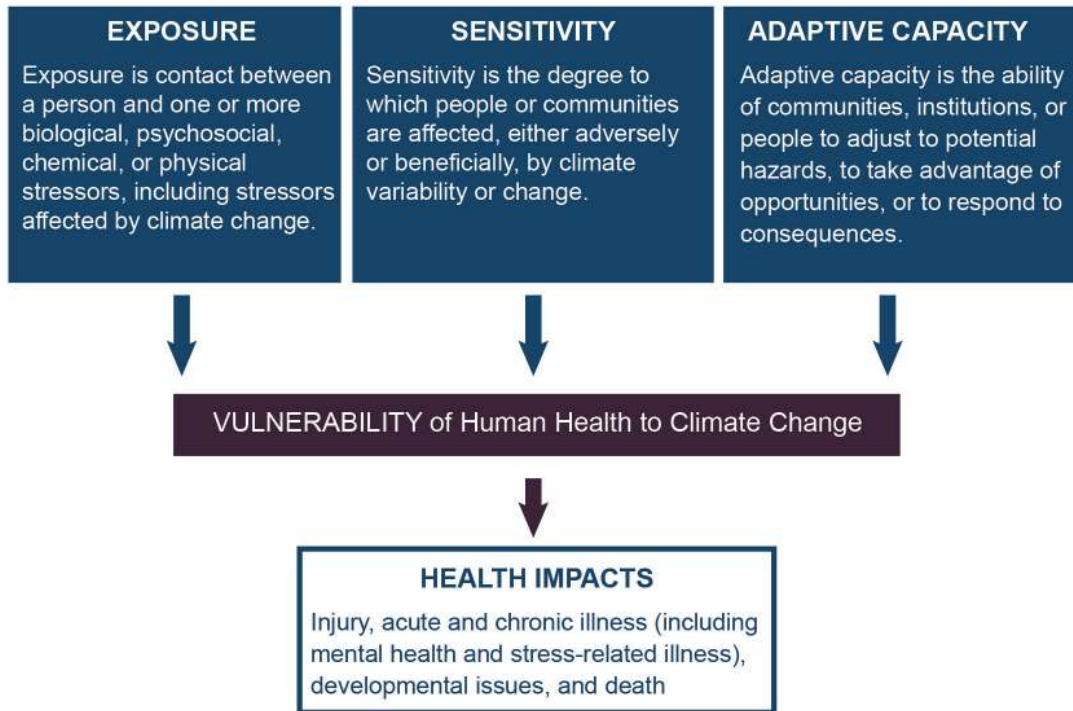 EXPOSURE
Exposure is contact between
a person and one or more
biological, psychosocial,
chemical, or physical
stressors, including stressors
affected by climate change.
SENSITIVITY
Sensitivity is the degree to
which people or communities
are affected, either adversely
or beneficially, by climate
variability or change.
ADAPTIVE CAPACITY
Adaptive capacity is the ability
of communities, institutions, or
people to adjust to potential
hazards, to take advantage of
opportunities, or to respond to
consequences.
VULNERABILITY of Human Health to Climate Change
HEALTH IMPACTS
Injury, acute and chronic illness (including
mental health and stress-related illness),
developmental issues, and death